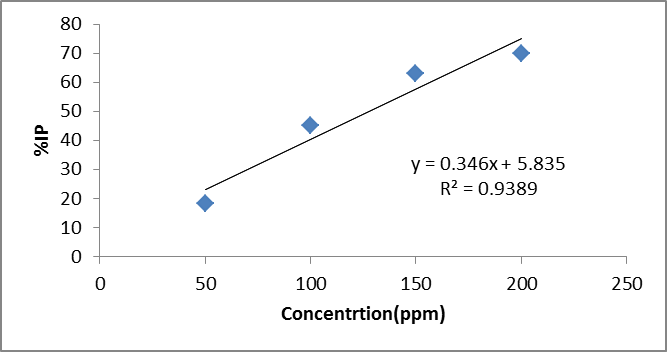 80
70
60
50
40
30
20
10
0
%IP
y = 0.346x + 5.835
R² = 0.9389
0 50 100 150 200 250
Concentrtion(ppm)